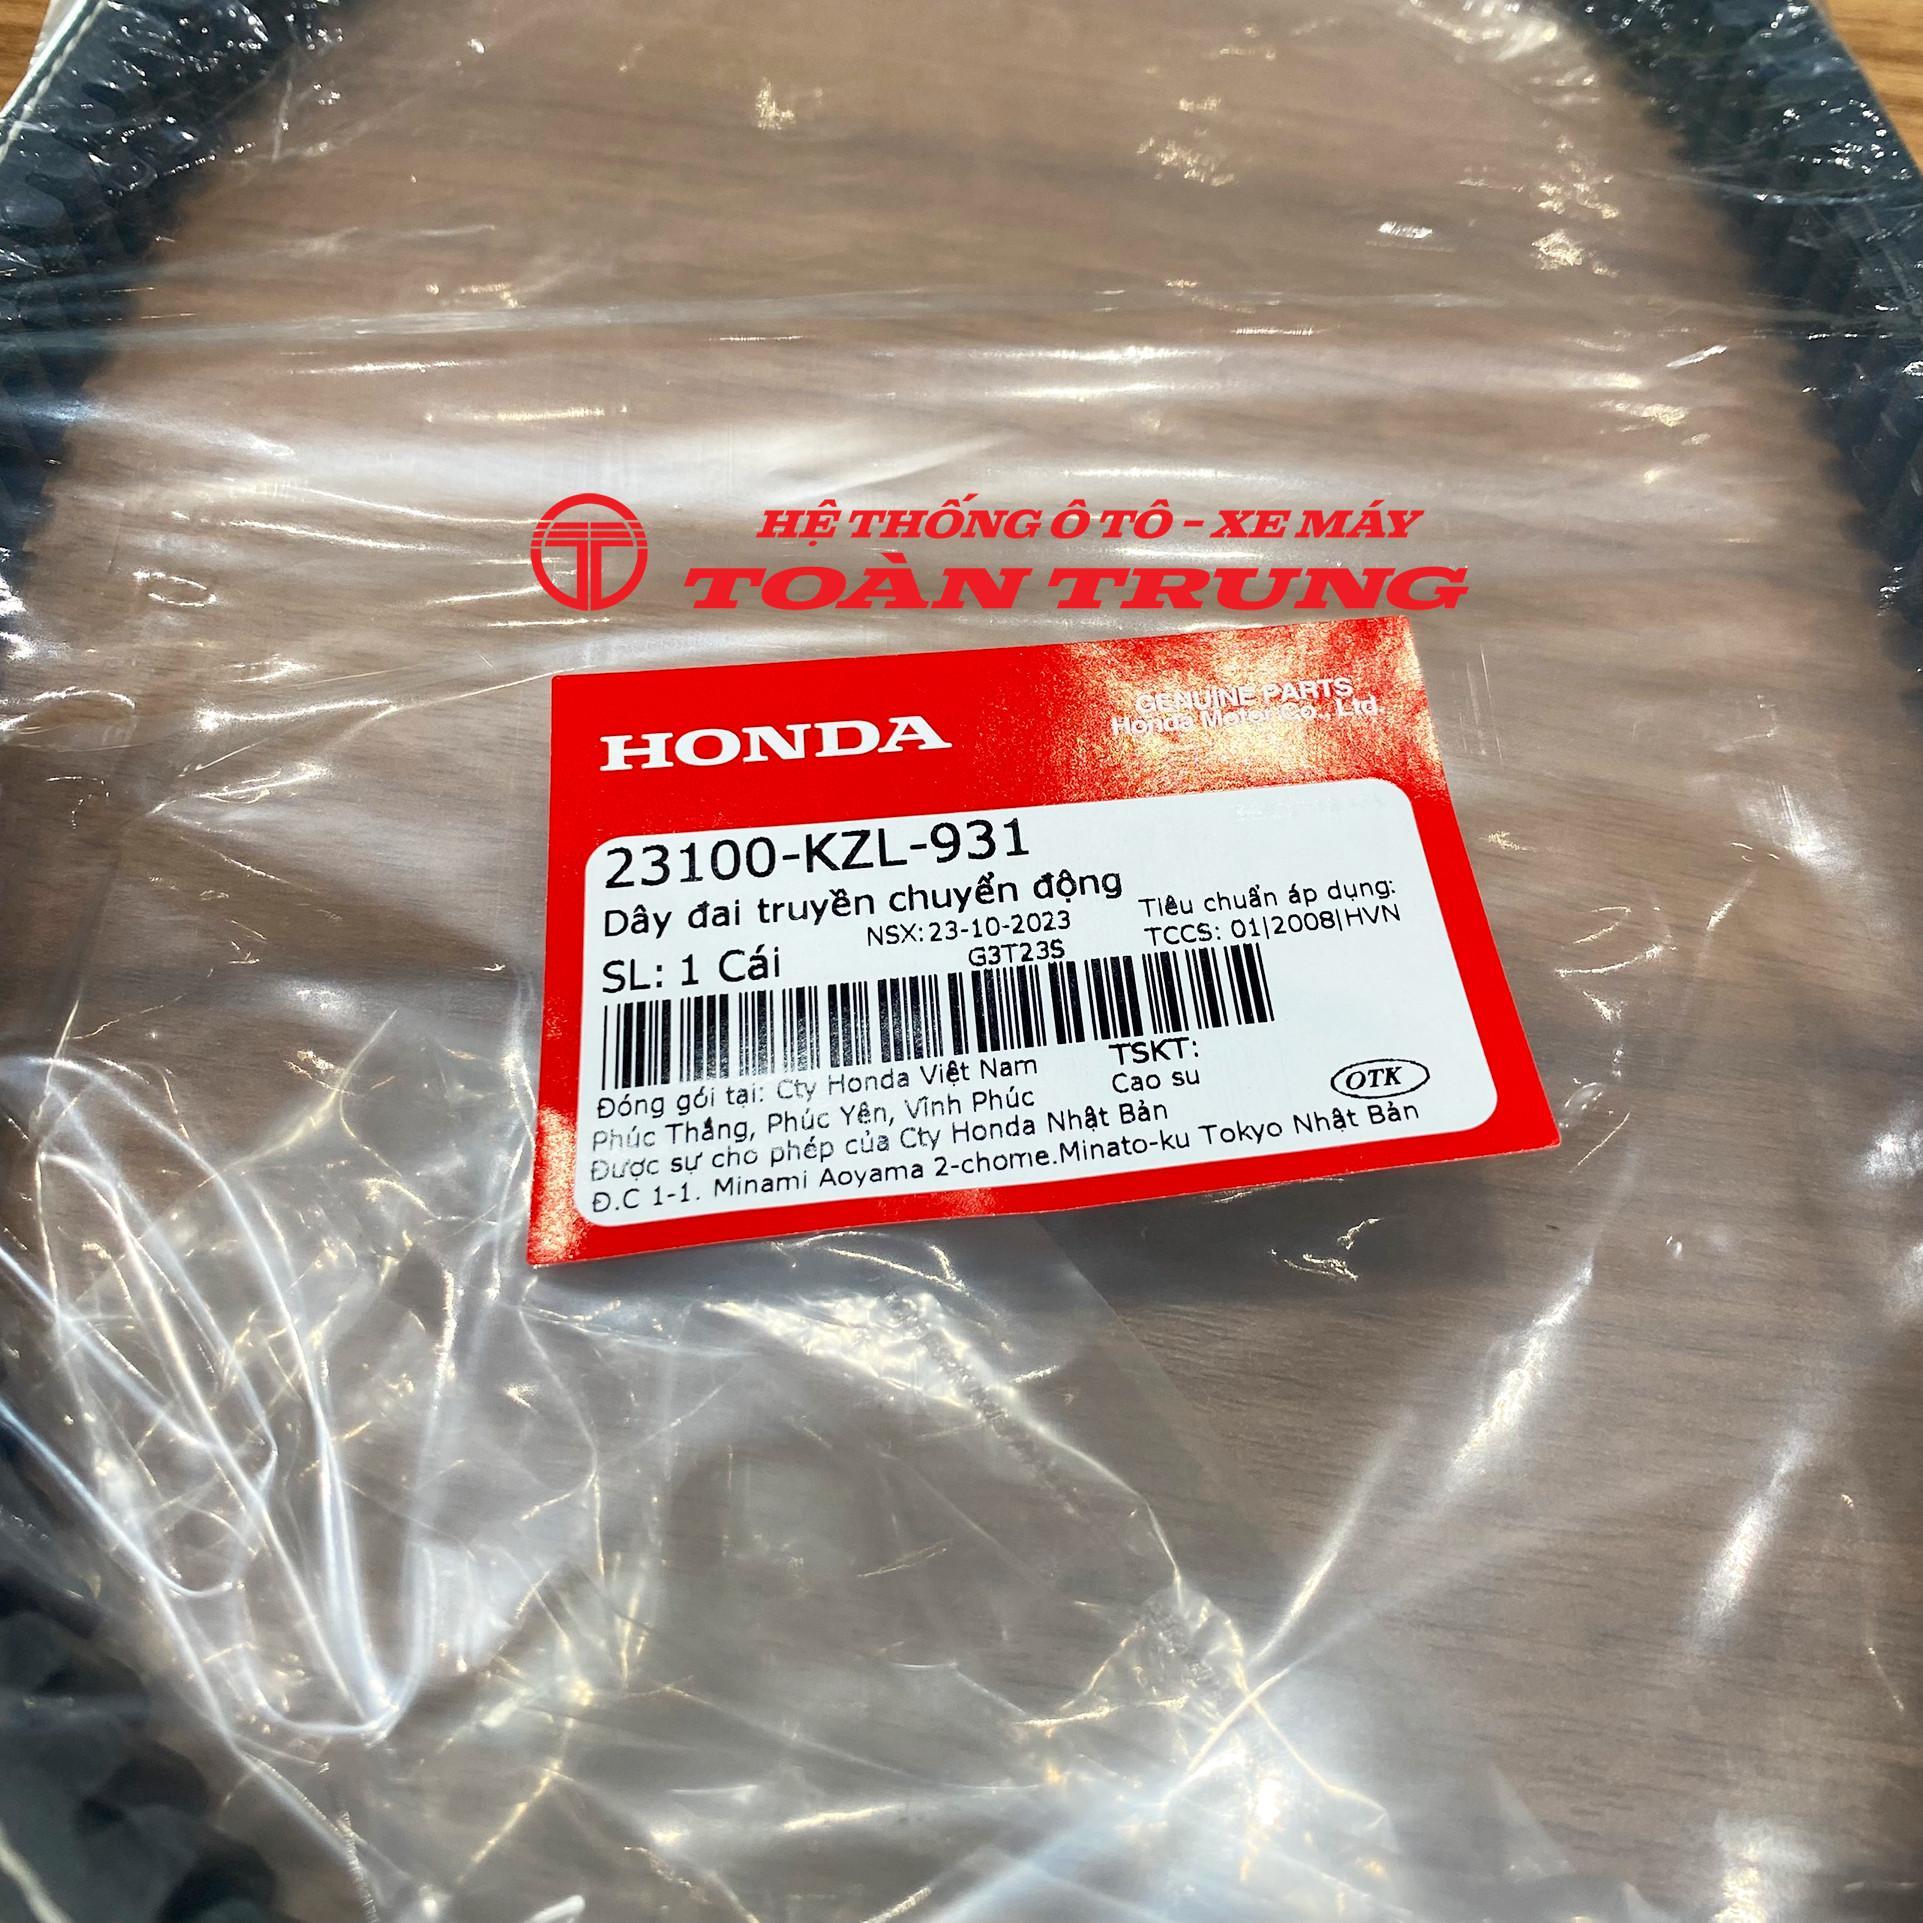 HỆ THỐNG Ô TÔ - XE MÁY
TOÀN TRUNG
HONDA
GENUINE PARTS
Honda Motor Co., Ltd.
23100-KZL-931
Dây đai truyền chuyển động
NSX: 23-10-2023
Tiêu chuẩn áp dụng:
TCCS: 01|2008|HVN
SL: 1 Cái
G3T23S
Đóng gói tại: Cty Honda Việt Nam
Phúc Thắng, Phúc Yên, Vĩnh Phúc
TSKT:
Cao su
OTK
Được sự cho phép của Cty Honda Nhật Bản
Đ.C 1-1. Minami Aoyama 2-chome.Minato-ku Tokyo Nhật Bản